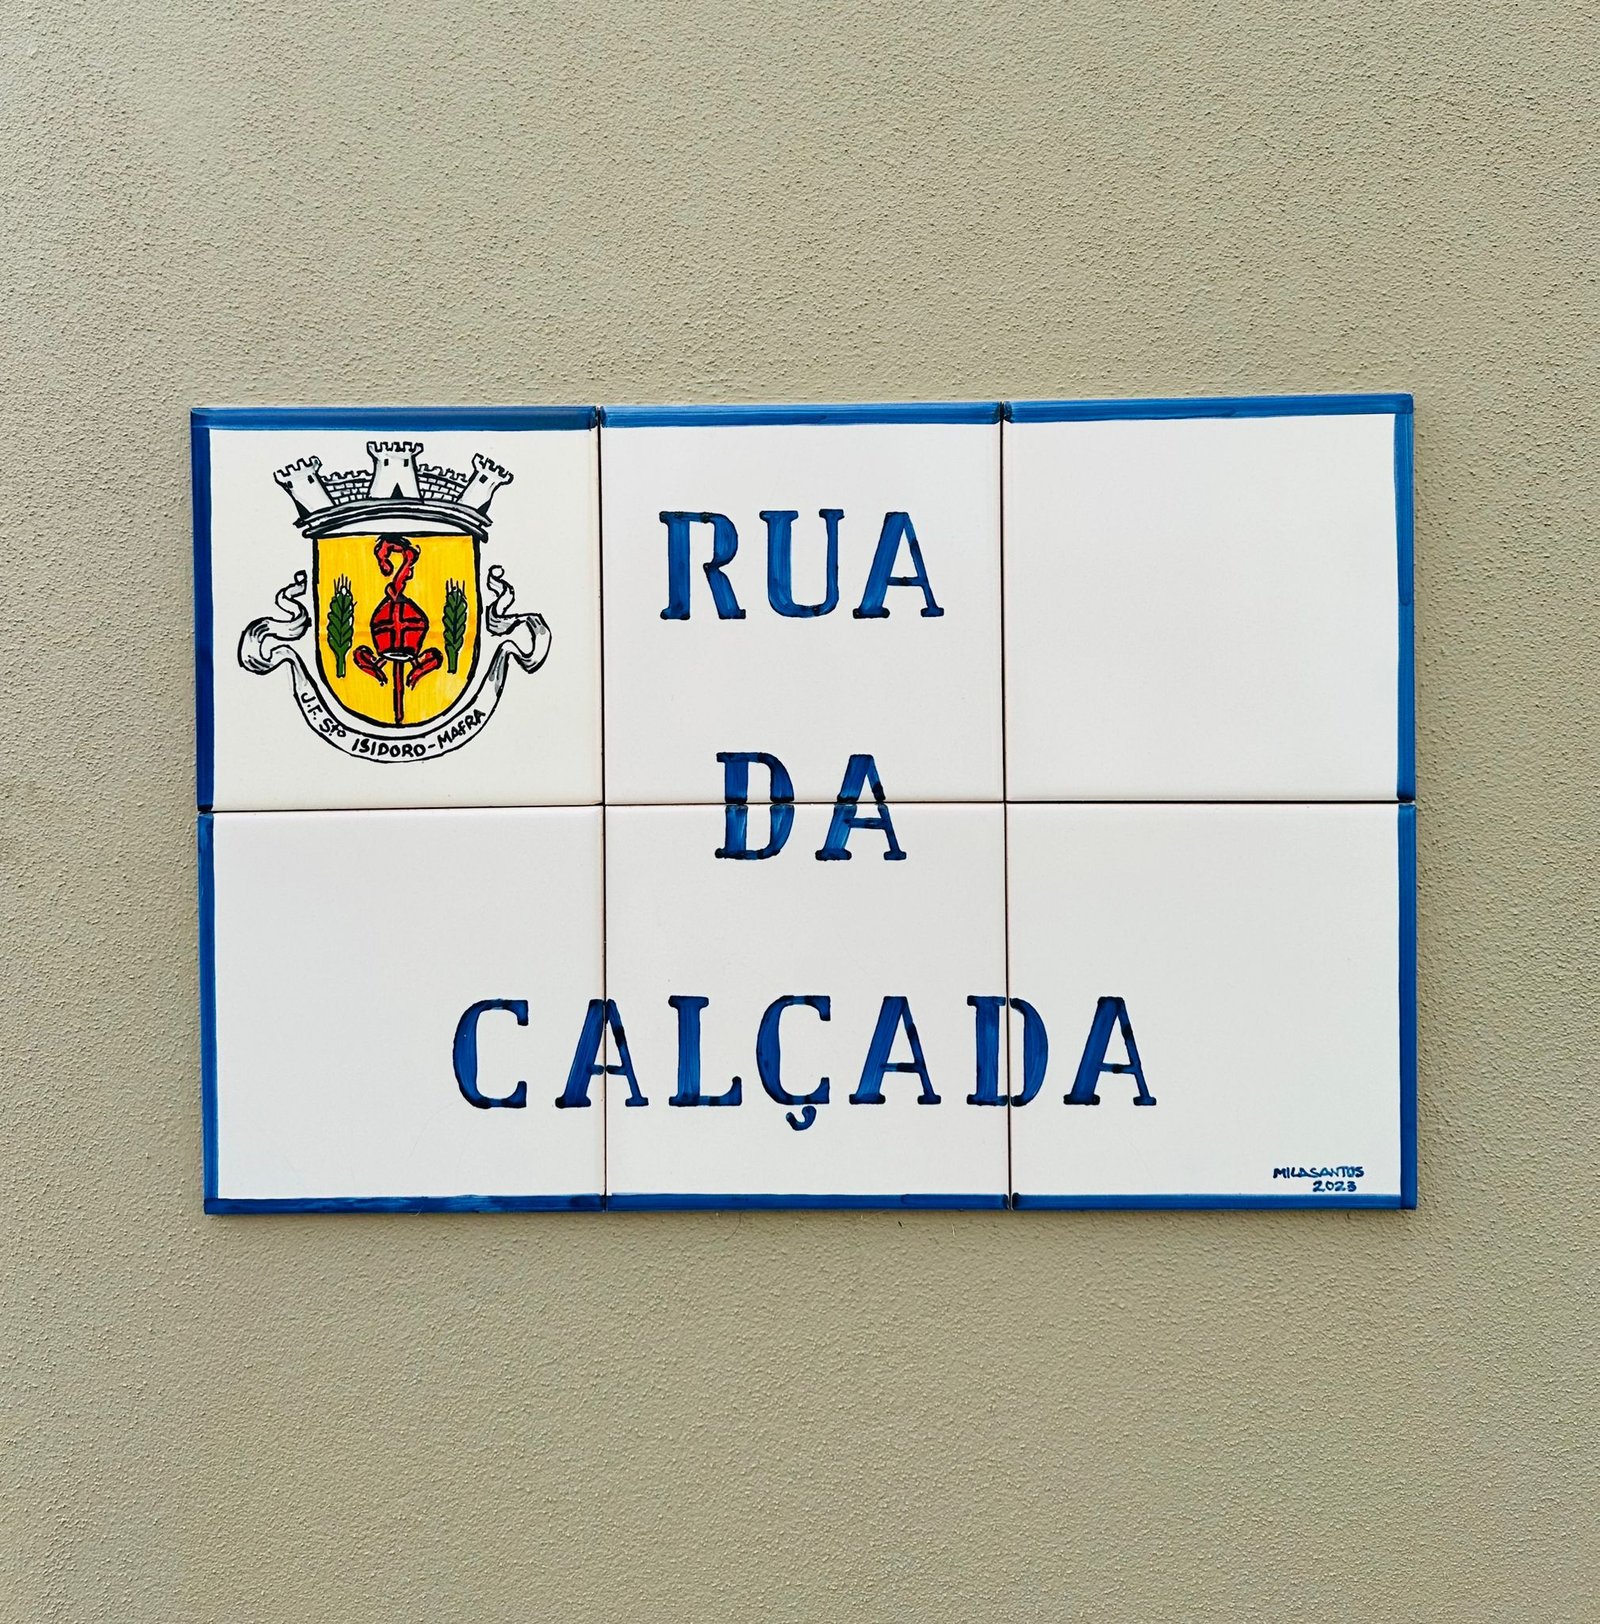 J.F. Sto ISIDORO-MAFRA
RUA
DA
CALÇADA
MILASANTOS
2023